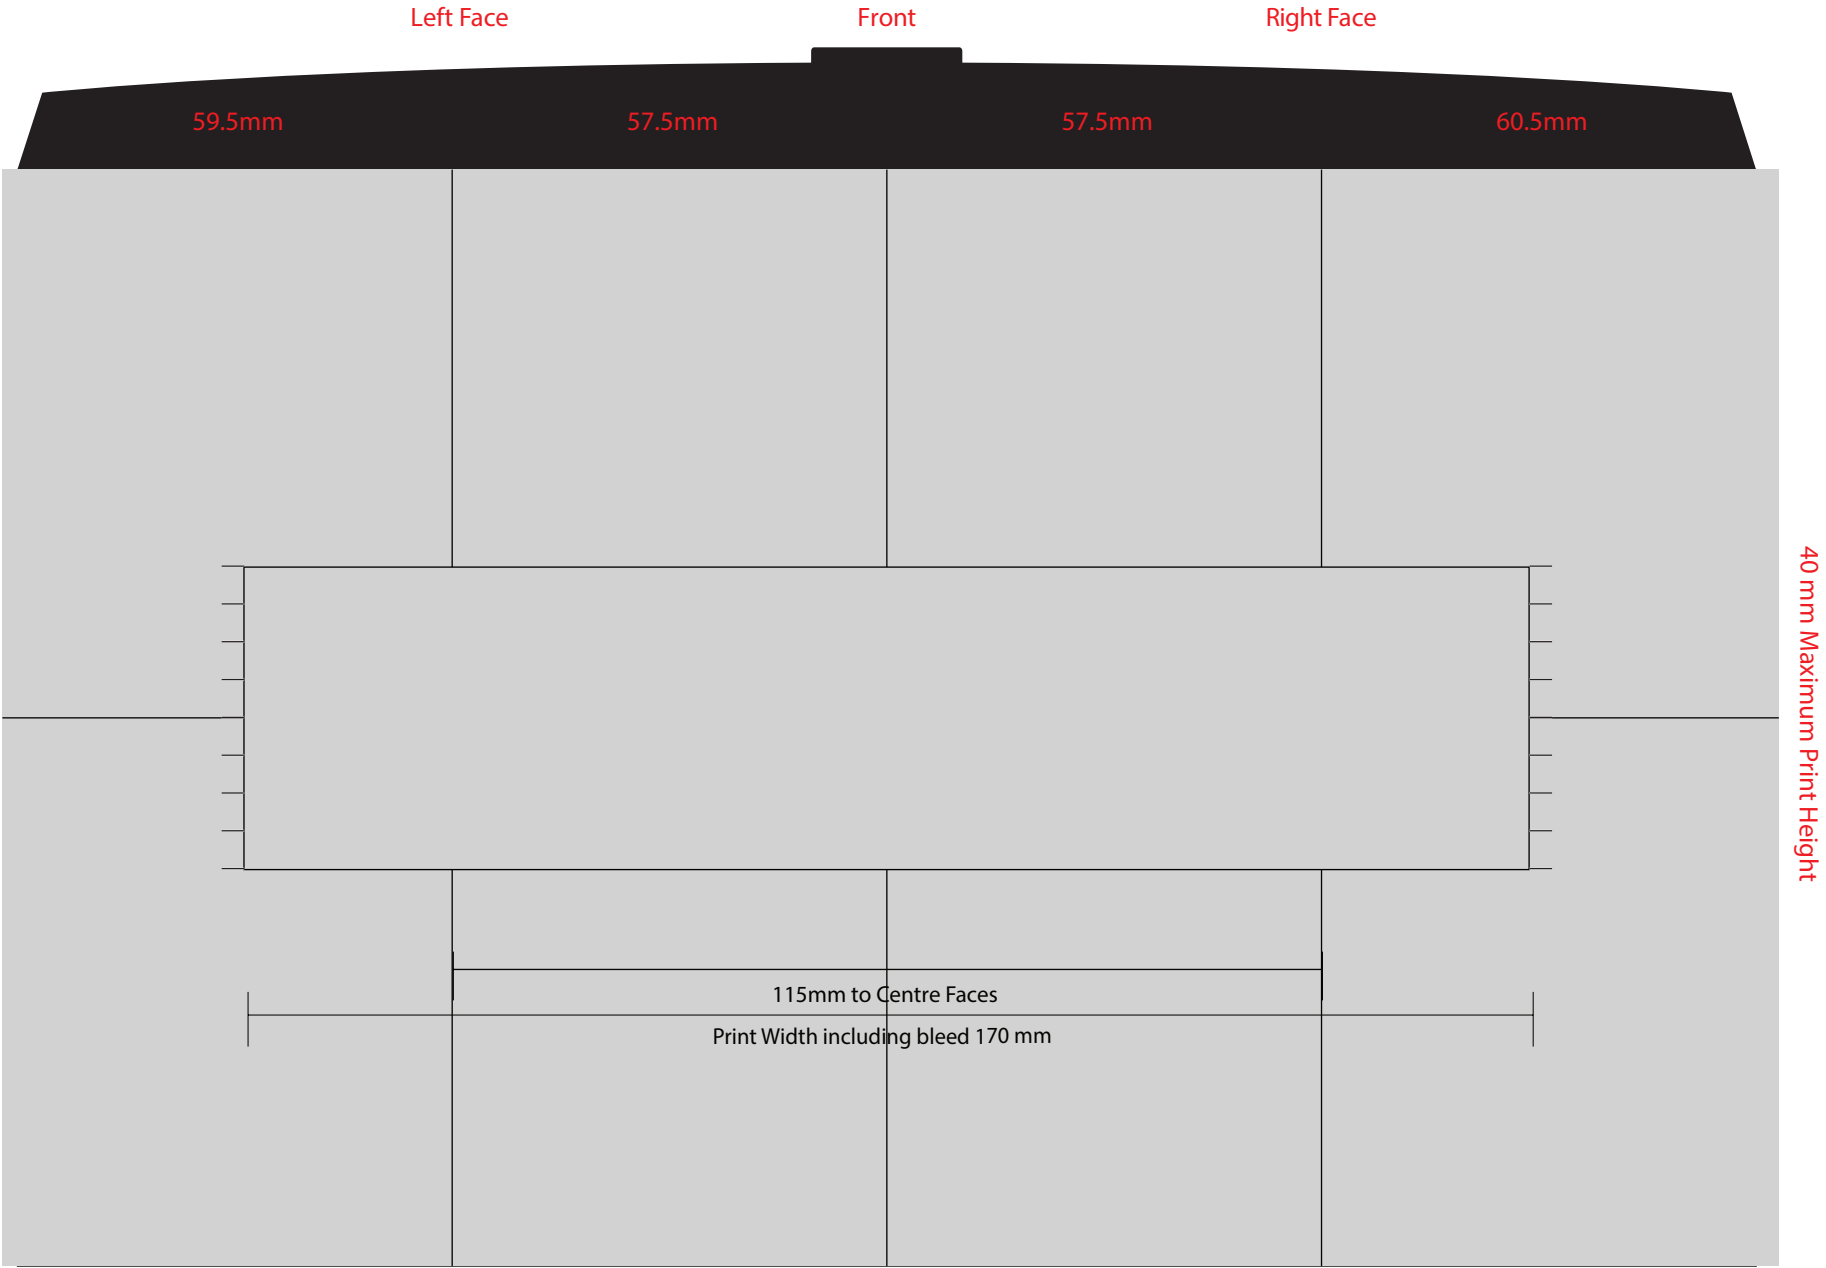 Left Face
Front
Right Face
59.5mm
57.5mm
57.5mm
60.5mm
40 mm Maximum Print Height
115mm to Centre Faces
Print Width including bleed 170 mm